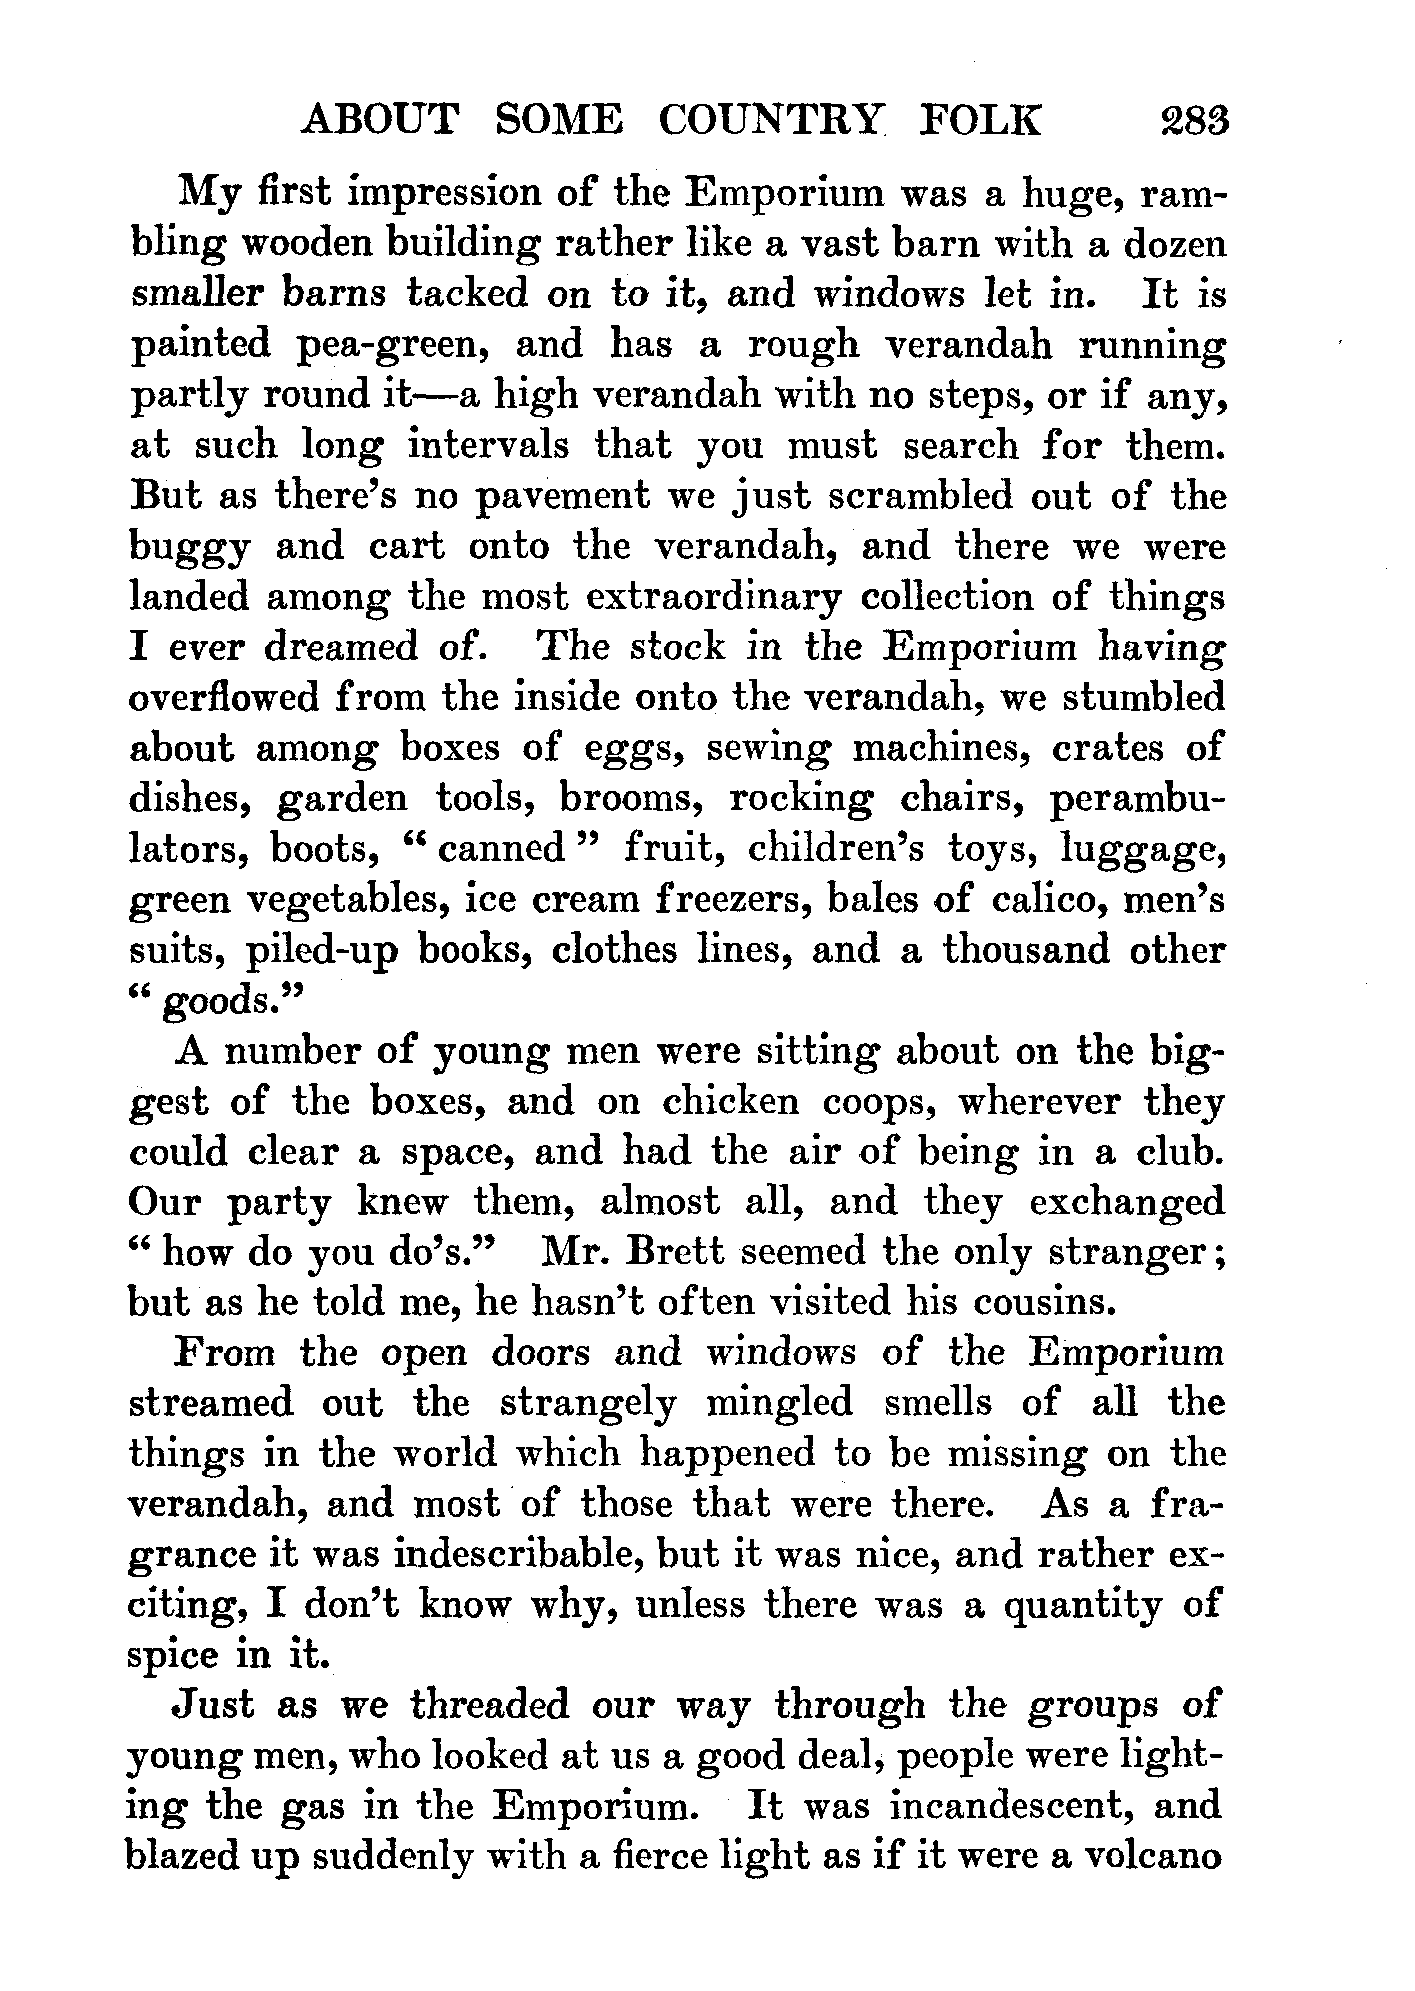 ABOUT SOME COUNTRY FOLK 283
My first impression of the Emporium was a huge, ram-
bling wooden building rather like a vast barn with a dozen
smaller barns tacked on to it, and windows let in. It is
painted pea-green, and has a rough verandah running
partly round it—a high verandah with no steps, or if any,
at such long intervals that you must search for them.
But as there's no pavement we just scrambled out of the
buggy and cart onto the verandah, and there we were
landed among the most extraordinary collection of things
I ever dreamed of. The stock in the Emporium having
overflowed from the inside onto the verandah, we stumbled
about among boxes of eggs, sewing machines, crates of
dishes, garden tools, brooms, rocking chairs, perambu-
lators, boots, “ canned ” fruit, children's toys, luggage,
green vegetables, ice cream freezers, bales of calico, men's
suits, piled-up books, clothes lines, and a thousand other
“ goods.”
A number of young men were sitting about on the big-
gest of the boxes, and on chicken coops, wherever they
could clear a space, and had the air of being in a club.
Our party knew them, almost all, and they exchanged
“ how do you do's.” Mr. Brett seemed the only stranger;
but as he told me, he hasn't often visited his cousins.
From the open doors and windows of the Emporium
streamed out the strangely mingled smells of all the
things in the world which happened to be missing on the
verandah, and most of those that were there. As a fra-
grance it was indescribable, but it was nice, and rather ex-
citing, I don't know why, unless there was a quantity of
spice in it.
Just as we threaded our way through the groups of
young men, who looked at us a good deal, people were light-
ing the gas in the Emporium. It was incandescent, and
blazed up suddenly with a fierce light as if it were a volcano